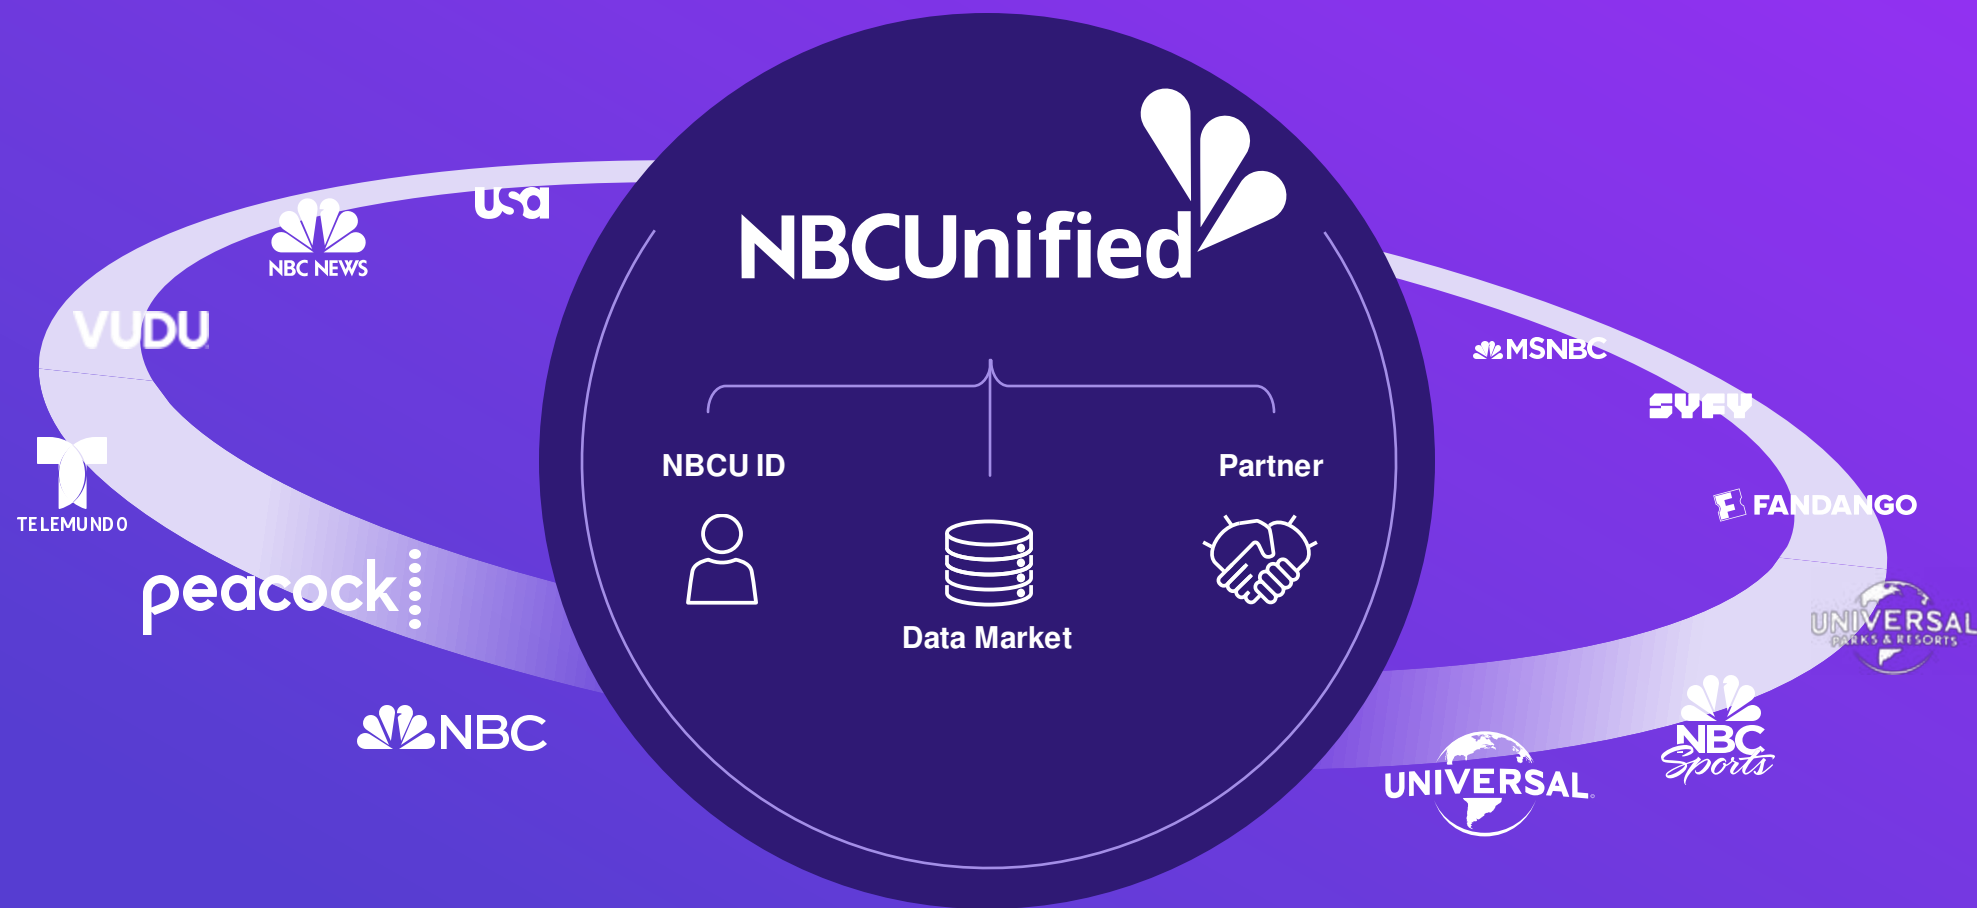 NBCUnified
usa
NBC NEWS
VUDU
MSNBC
SYFY
NBCU ID
Partner
TELEMUNDO
F FANDANGO
peacock
UNIVERSAL
PARKS & RESORTS
Data Market
NBC
NBC
Sports
UNIVERSAL